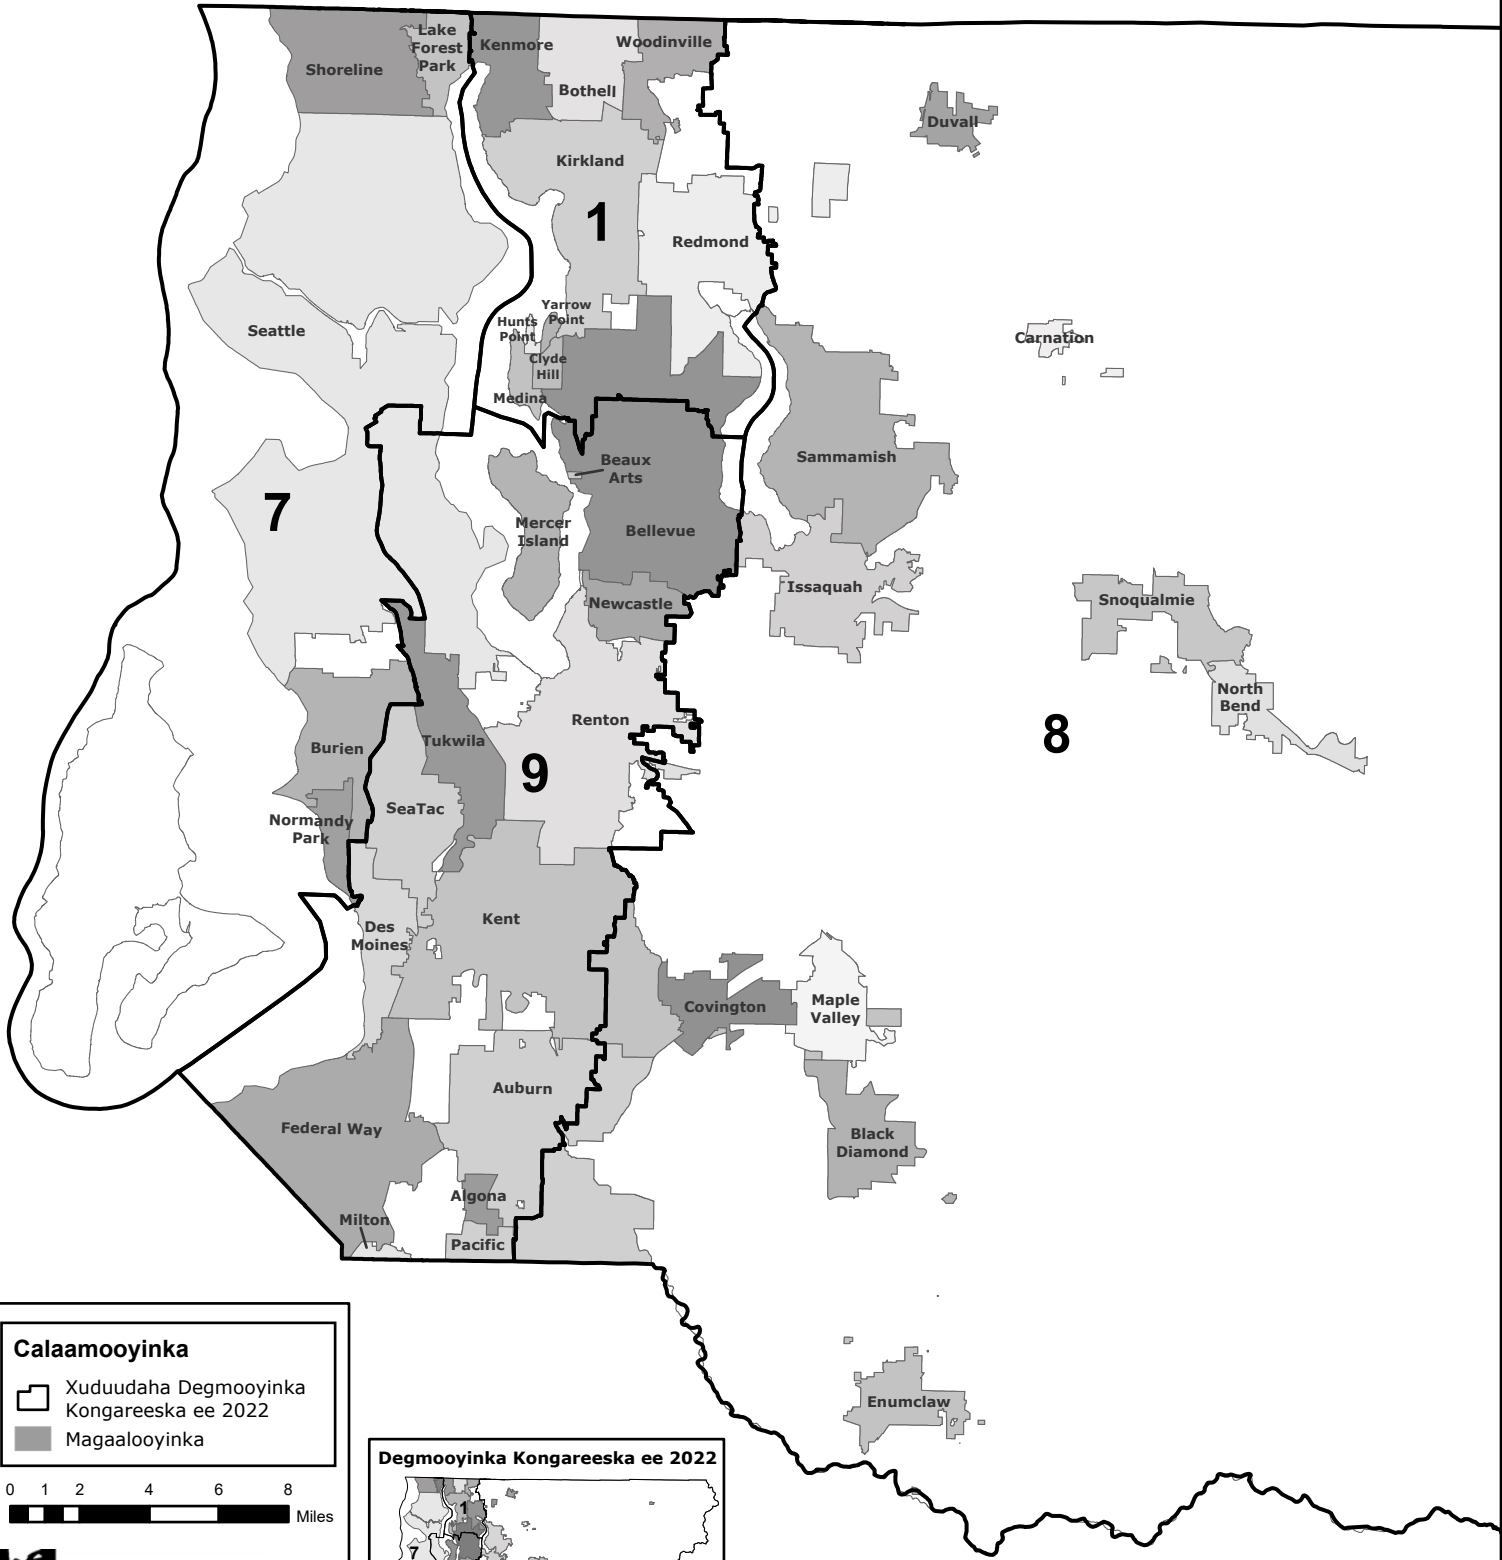 Lake
Forest
Park
Kenmore
Woodinville
Shoreline
Bothell
Duvall
Kirkland
1
Redmond
Yarrow
Point
Hunts
Point
Seattle
Carnation
Clyde
Hill
Medina
Sammamish
Beaux
Arts
7
Mercer
Island
Bellevue
Issaquah
Newcastle
Snoqualmie
North
Bend
Renton
8
Burien
Tukwila
9
SeaTac
Normandy
Park
Kent
Des
Moines
Covington
Maple
Valley
Auburn
Federal Way
Black
Diamond
Algona
Milton
Pacific
Enumclaw
Calaamooyinka
Xuduudaha Degmooyinka
Kongareeska ee 2022
Magaalooyinka
0 1 2 4 6 8
Miles
Degmooyinka Kongareeska ee 2022
1
7